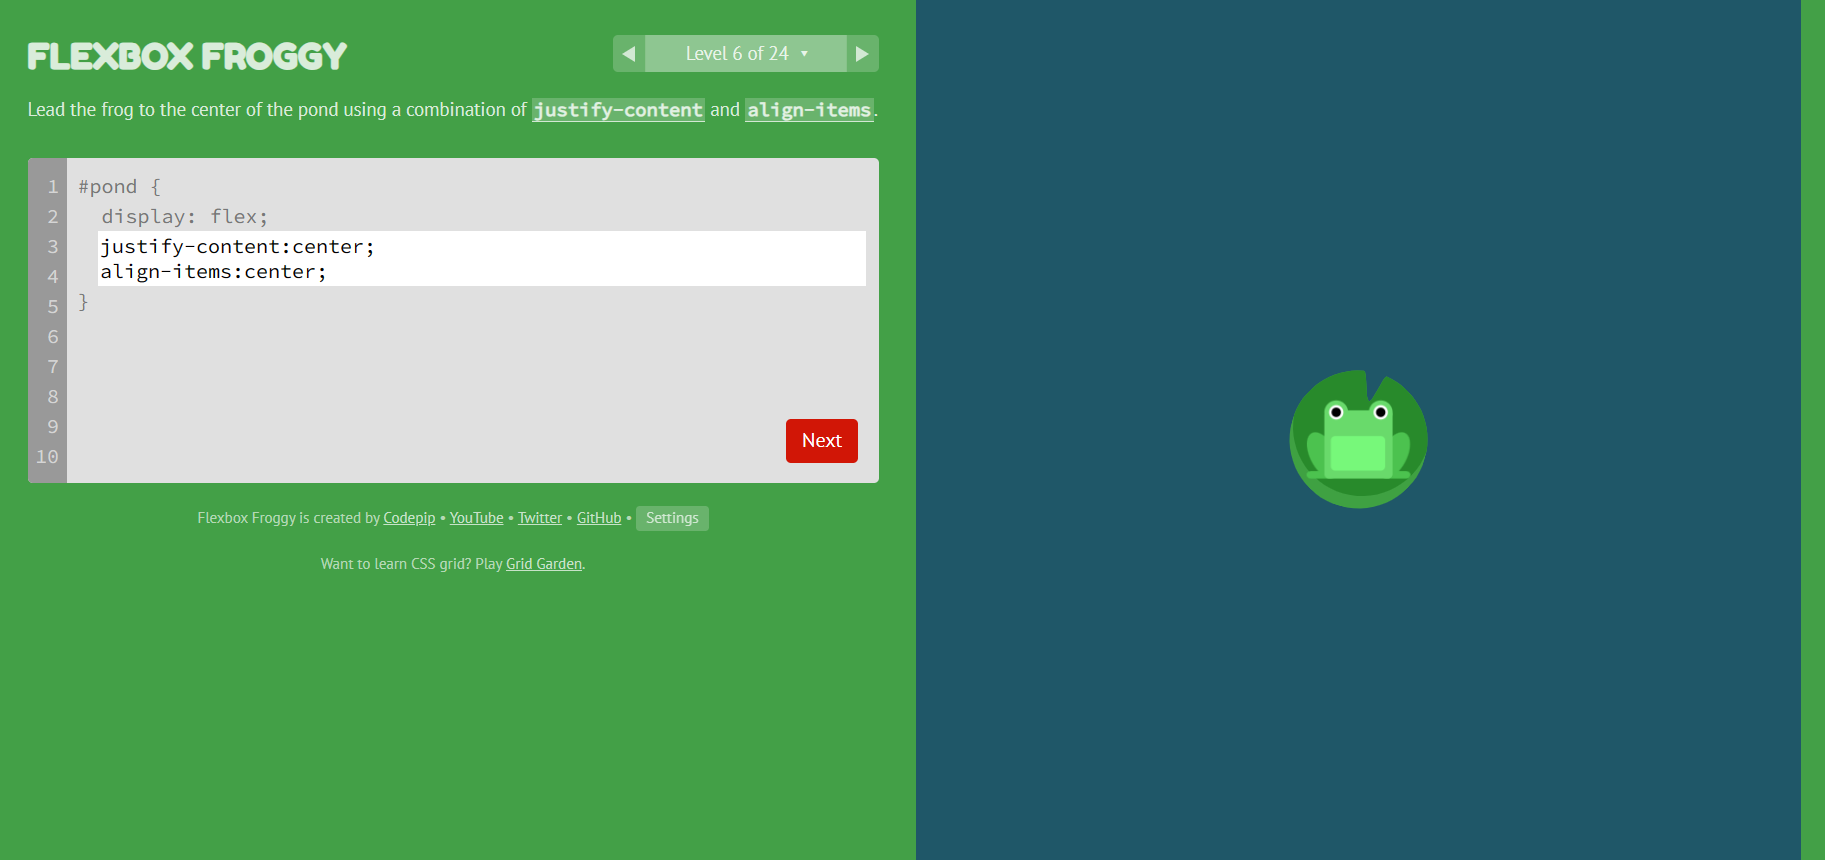 FLEXBOX FROGGY
◀ Level 6 of 24 ▼ ▶
Lead the frog to the center of the pond using a combination of justify-content and align-items.
1 #pond {
2   display: flex;
3   justify-content:center;
4   align-items:center;
5 }
6
7
8
9
10
Next
Flexbox Froggy is created by Codepip • YouTube • Twitter • GitHub • Settings
Want to learn CSS grid? Play Grid Garden.